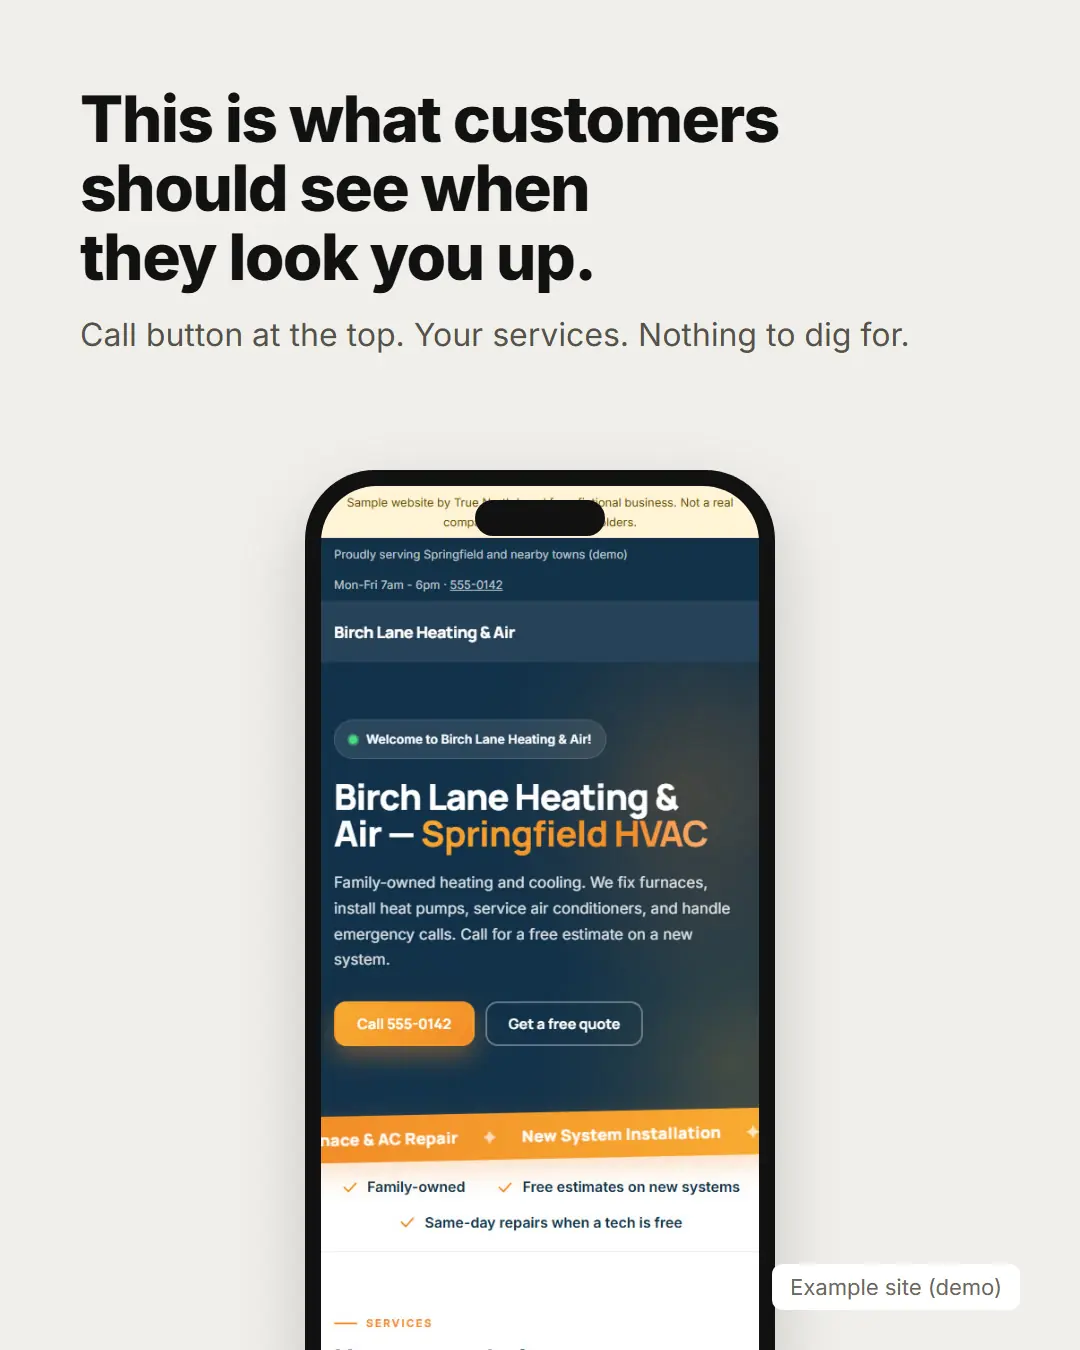 This is what customers
should see when
they look you up.
Call button at the top. Your services. Nothing to dig for.
Sample website by True business. Not a real
Proudly serving Springfield and nearby towns (demo)
Mon-Fri 7am - 6pm · 555-0142
Birch Lane Heating & Air
Welcome to Birch Lane Heating & Air!
Birch Lane Heating &
Air — Springfield HVAC
Family-owned heating and cooling. We fix furnaces,
install heat pumps, service air conditioners, and handle
emergency calls. Call for a free estimate on a new
system.
Call 555-0142
Get a free quote
& AC Repair ✦ New System Installation ✦
Family-owned
Free estimates on new systems
Same-day repairs when a tech is free
Example site (demo)
SERVICES